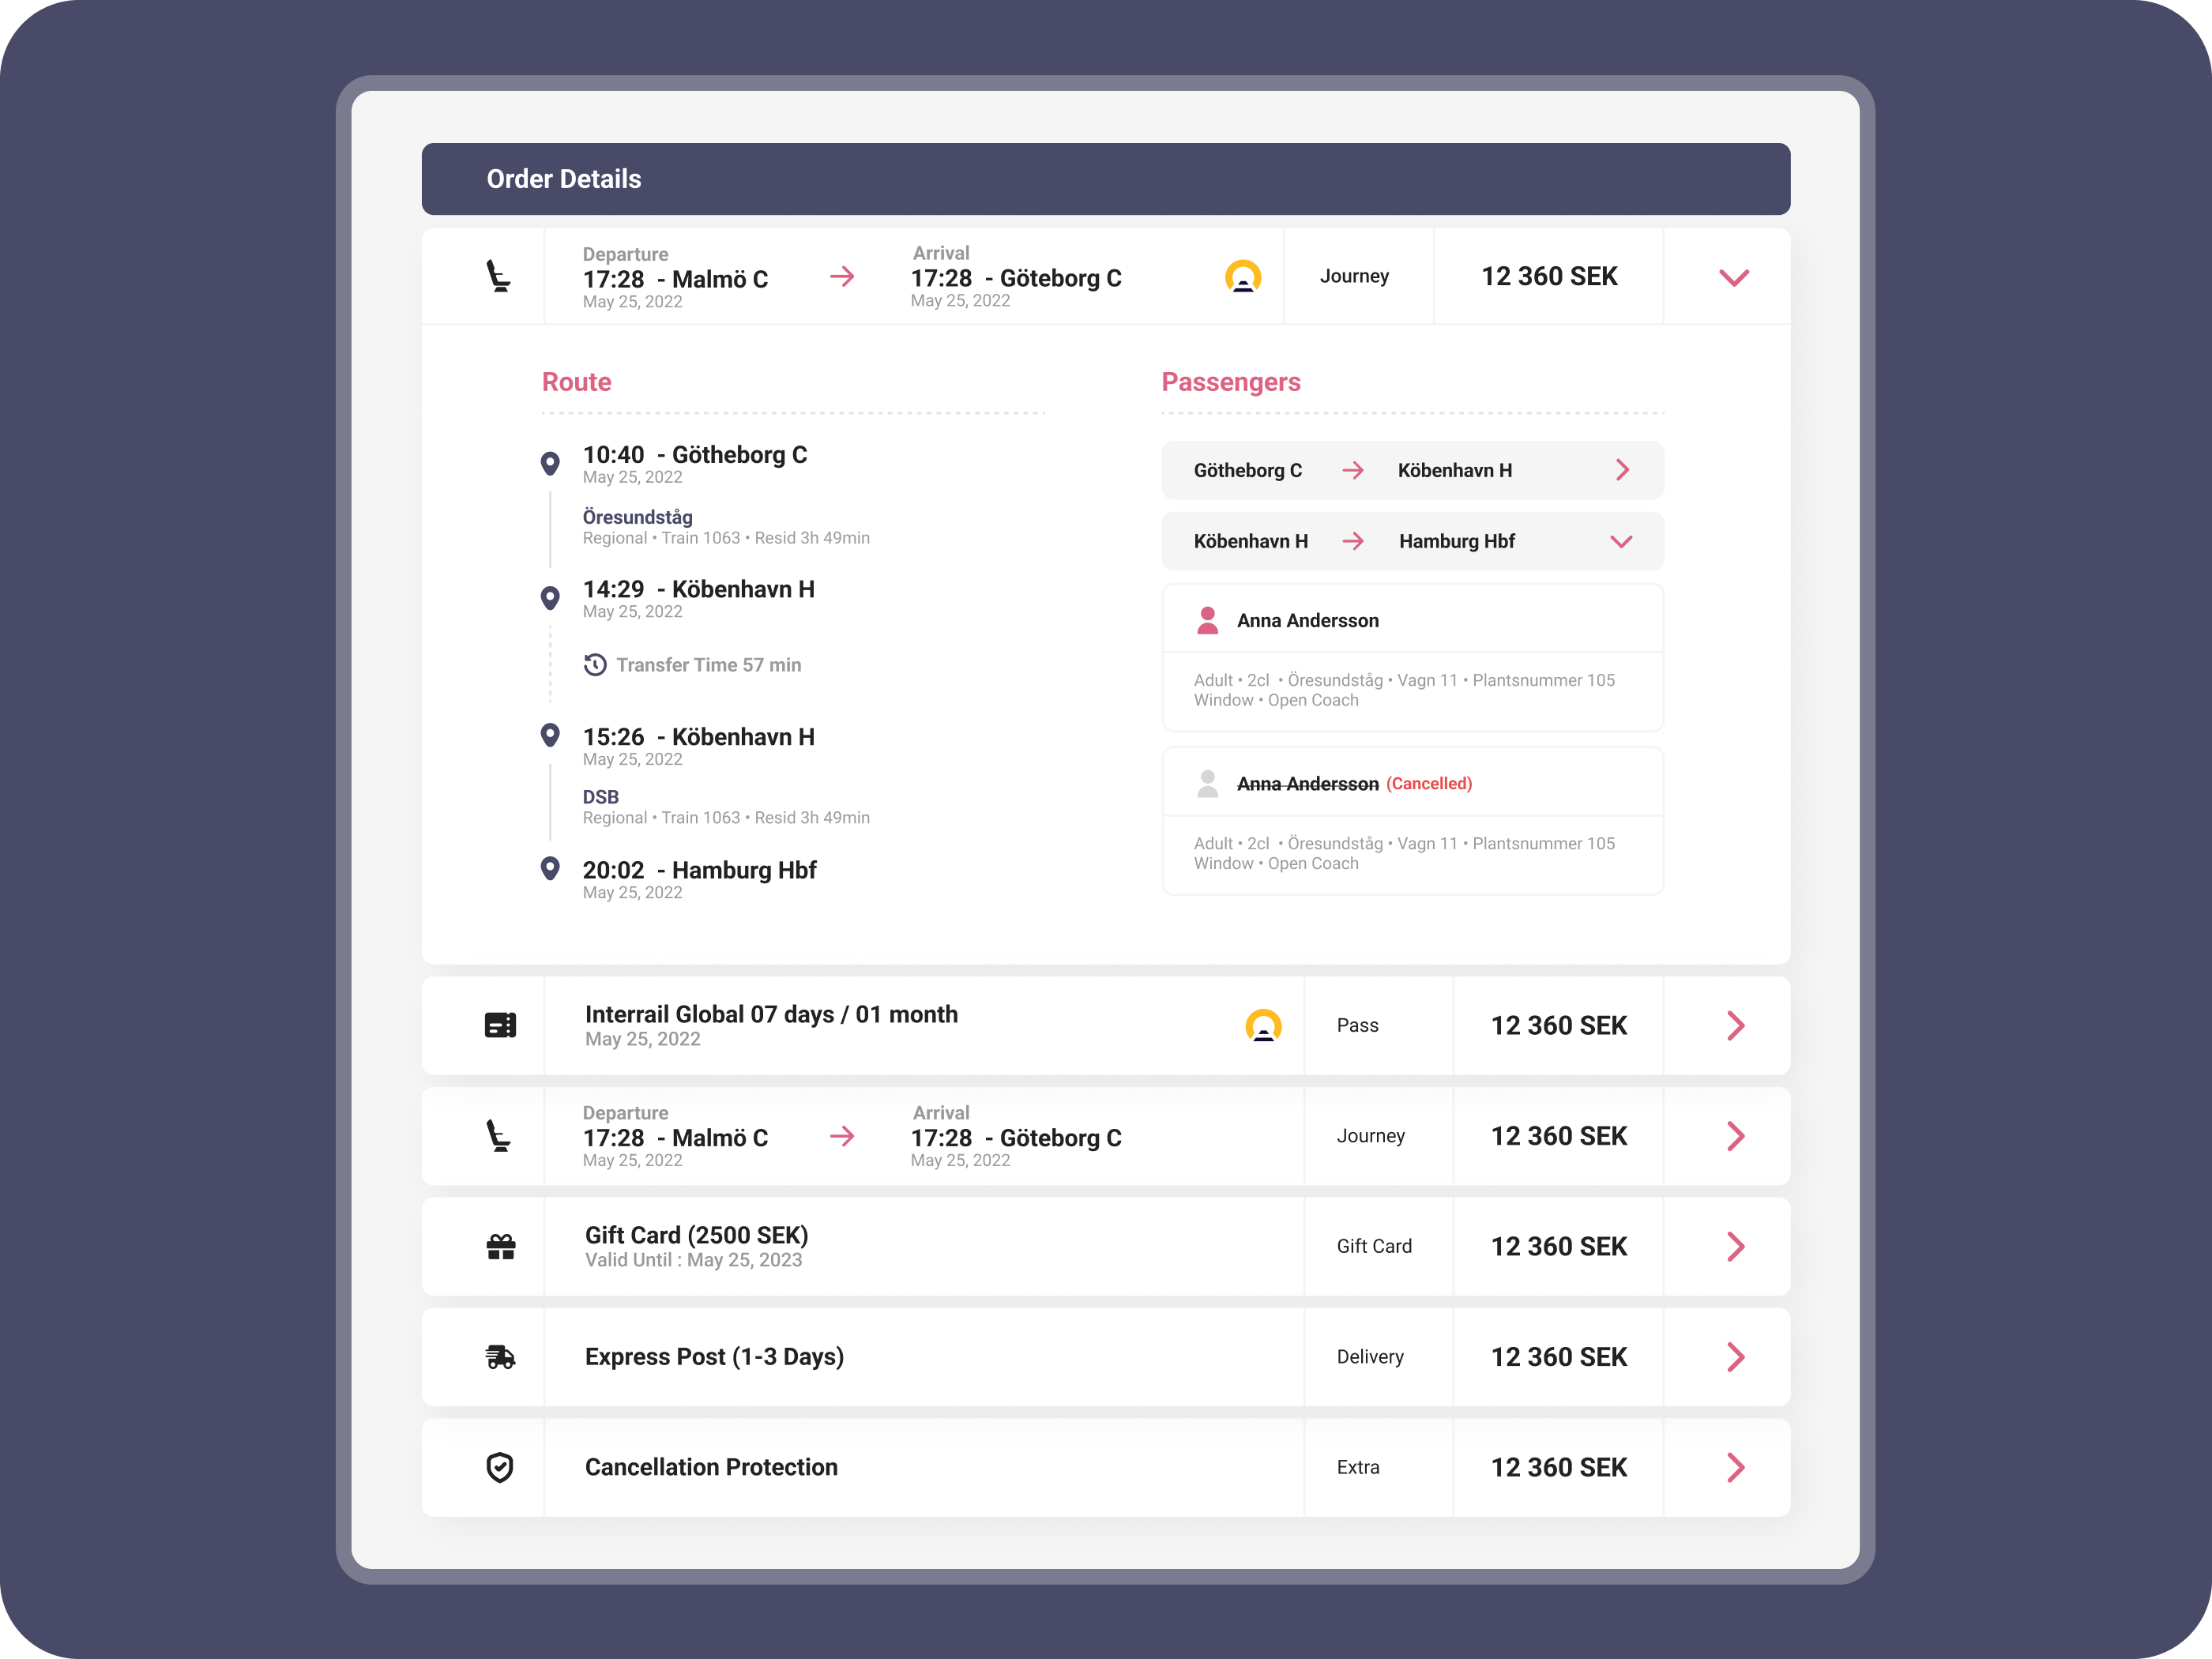 Order Details
Departure
17:28 - Malmö C
May 25, 2022
Arrival
17:28 - Göteborg C
May 25, 2022
Journey
12 360 SEK
Route
10:40 - Götheborg C
May 25, 2022
Öresundståg
Regional • Train 1063 • Resid 3h 49min
14:29 - Köbenhavn H
May 25, 2022
Transfer Time 57 min
15:26 - Köbenhavn H
May 25, 2022
DSB
Regional • Train 1063 • Resid 3h 49min
20:02 - Hamburg Hbf
May 25, 2022
Passengers
Götheborg C Köbenhavn H
Köbenhavn H Hamburg Hbf
Anna Andersson
Adult • 2cl • Öresundståg • Vagn 11 • Plantsnummer 105
Window • Open Coach
Anna Andersson (Cancelled)
Adult • 2cl • Öresundståg • Vagn 11 • Plantsnummer 105
Window • Open Coach
Interrail Global 07 days / 01 month
May 25, 2022
Pass
12 360 SEK
Departure
17:28 - Malmö C
May 25, 2022
Arrival
17:28 - Göteborg C
May 25, 2022
Journey
12 360 SEK
Gift Card (2500 SEK)
Valid Until : May 25, 2023
Gift Card
12 360 SEK
Express Post (1-3 Days)
Delivery
12 360 SEK
Cancellation Protection
Extra
12 360 SEK